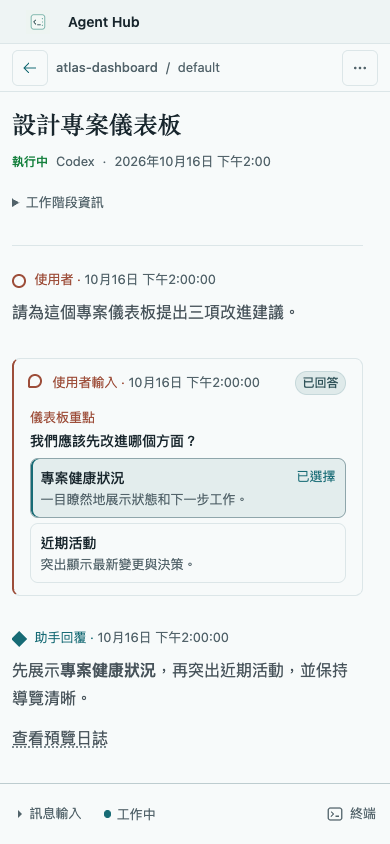 Agent Hub
atlas-dashboard / default
設計專案儀表板
執行中 Codex · 2026年10月16日 下午2:00
工作階段資訊
使用者 · 10月16日 下午2:00:00
請為這個專案儀表板提出三項改進建議。
使用者輸入 · 10月16日 下午2:00:00 已回答
儀表板重點
我們應該先改進哪個方面？
專案健康狀況 已選擇
一目瞭然地展示狀態和下一步工作。
近期活動
突出顯示最新變更與決策。
助手回覆 · 10月16日 下午2:00:00
先展示專案健康狀況，再突出近期活動，並保持
導覽清晰。
查看預覽日誌
訊息輸入 工作中 終端